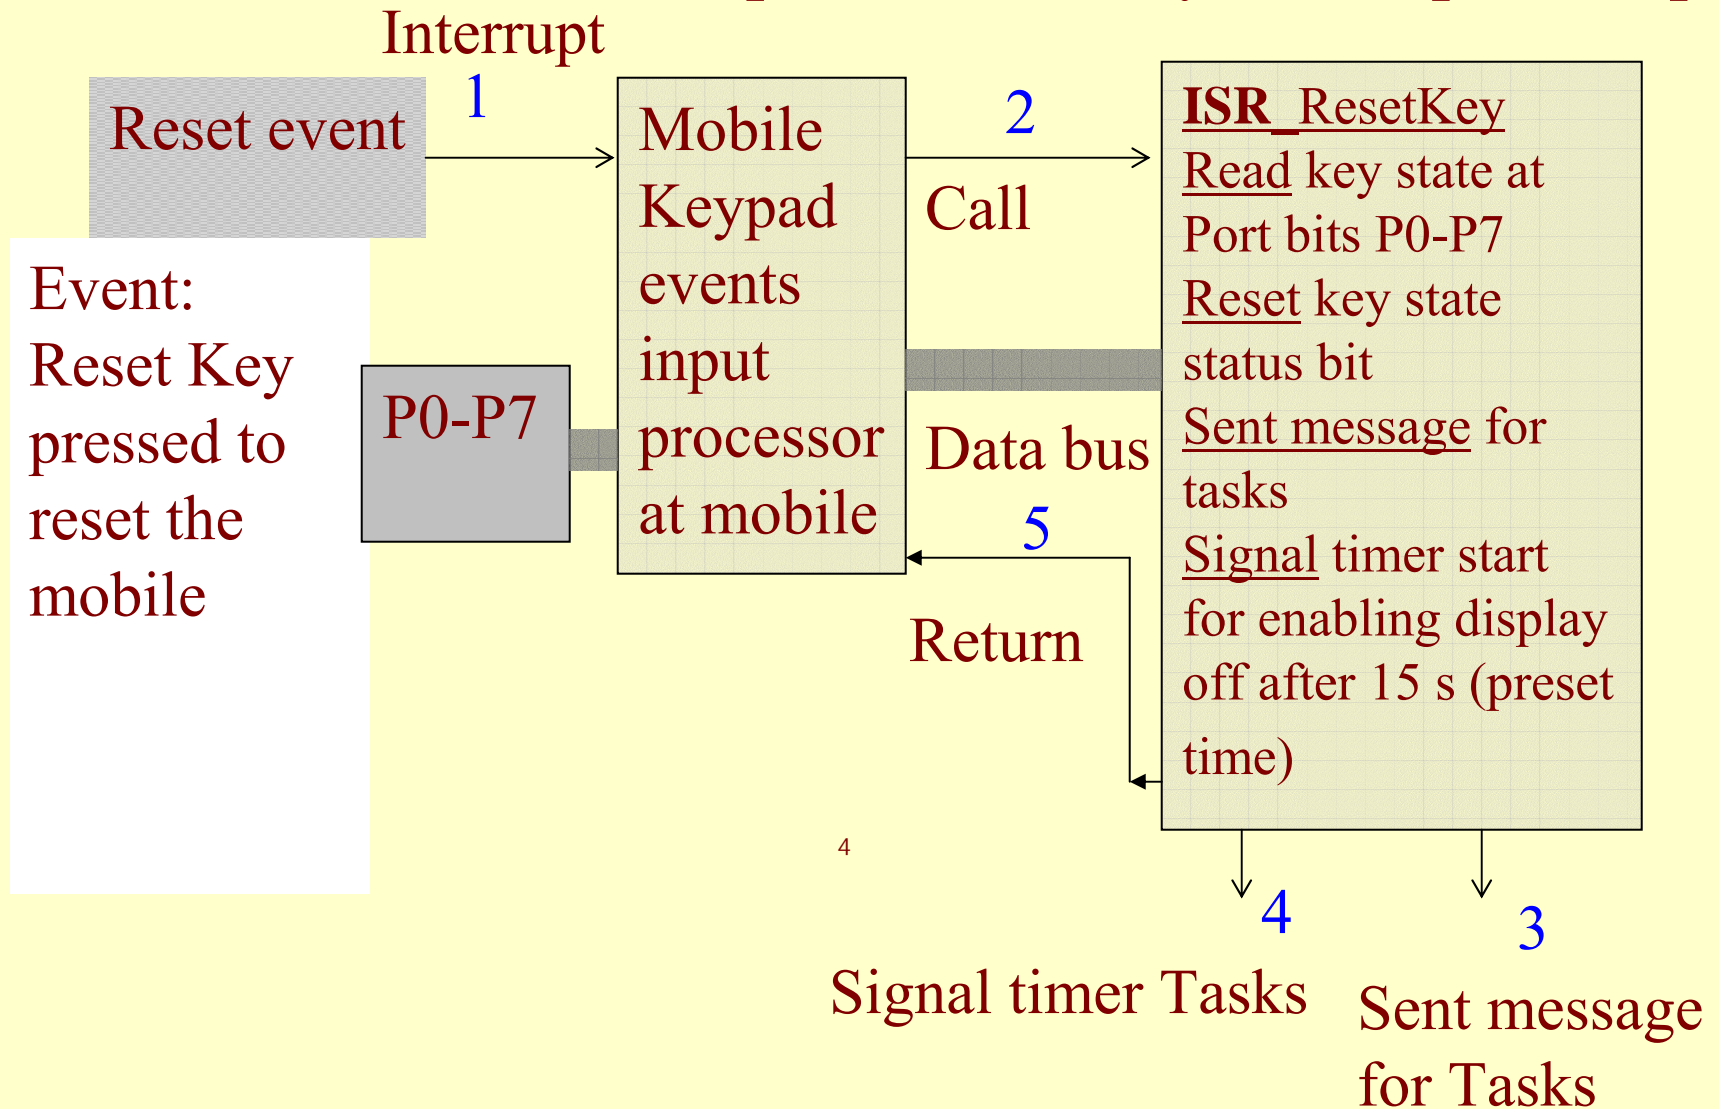 Interrupt
1
Reset event
Event:
Reset Key
pressed to
reset the
mobile
P0-P7
Mobile
Keypad
events
input
processor
at mobile
2
Call
Data bus
5
Return
ISR_ResetKey
Read key state at
Port bits P0-P7
Reset key state
status bit
Sent message for
tasks
Signal timer start
for enabling display
off after 15 s (preset
time)
4
4
Signal timer Tasks
3
Sent message
for Tasks